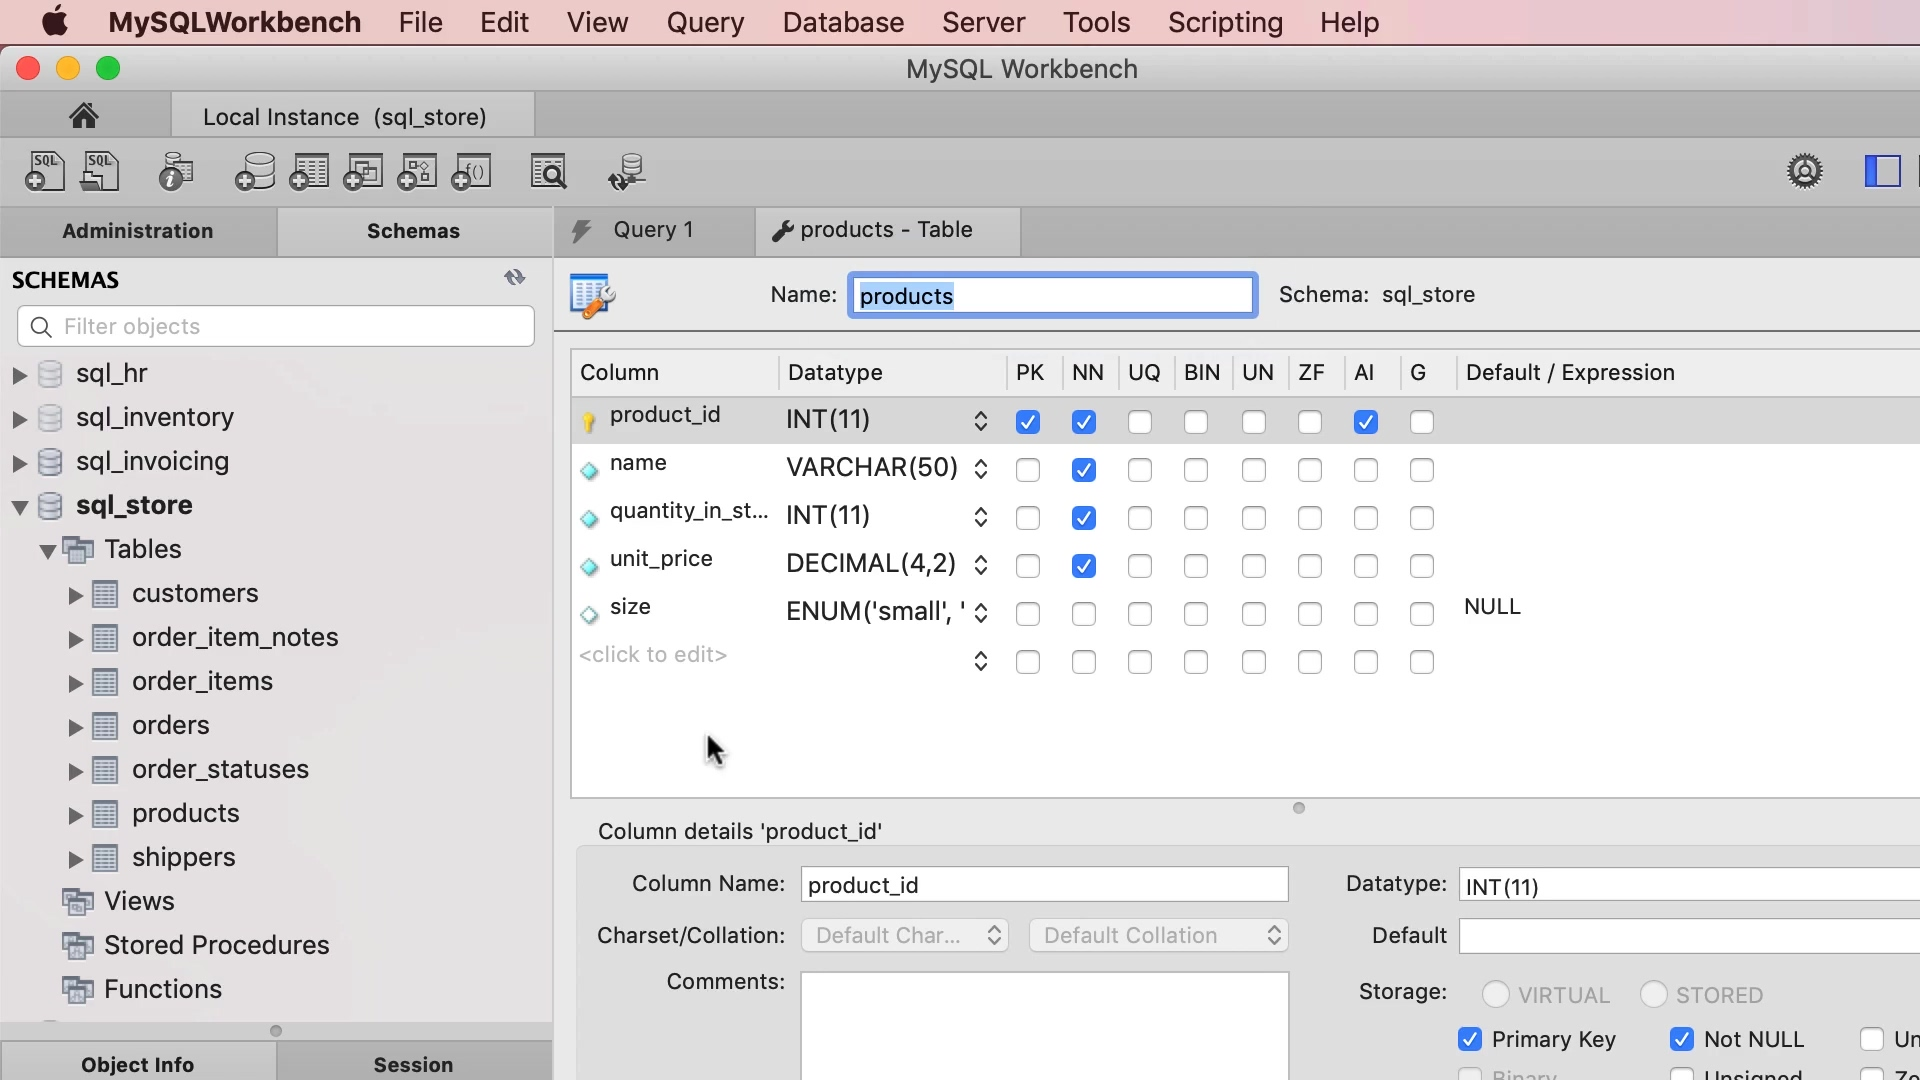 MySQLWorkbench File Edit View Query Database Server Tools Scripting Help
MySQL Workbench
Local Instance (sql_store)
SQL SQL i f()
Administration Schemas Query 1 products - Table
SCHEMAS
Filter objects
Name: products Schema: sql_store
sql_hr
sql_inventory
sql_invoicing
sql_store
Tables
customers
order_item_notes
order_items
orders
order_statuses
products
shippers
Views
Stored Procedures
Functions
Object Info Session
Column Datatype PK NN UQ BIN UN ZF AI G Default / Expression
product_id INT(11)
name VARCHAR(50)
quantity_in_st... INT(11)
unit_price DECIMAL(4,2)
size ENUM('small', ' NULL
<click to edit>
Column details 'product_id'
Column Name: product_id Datatype: INT(11)
Charset/Collation: Default Char... Default Collation Default
Comments: Storage: VIRTUAL STORED
Primary Key Not NULL Un
Binary Unsigned Ze